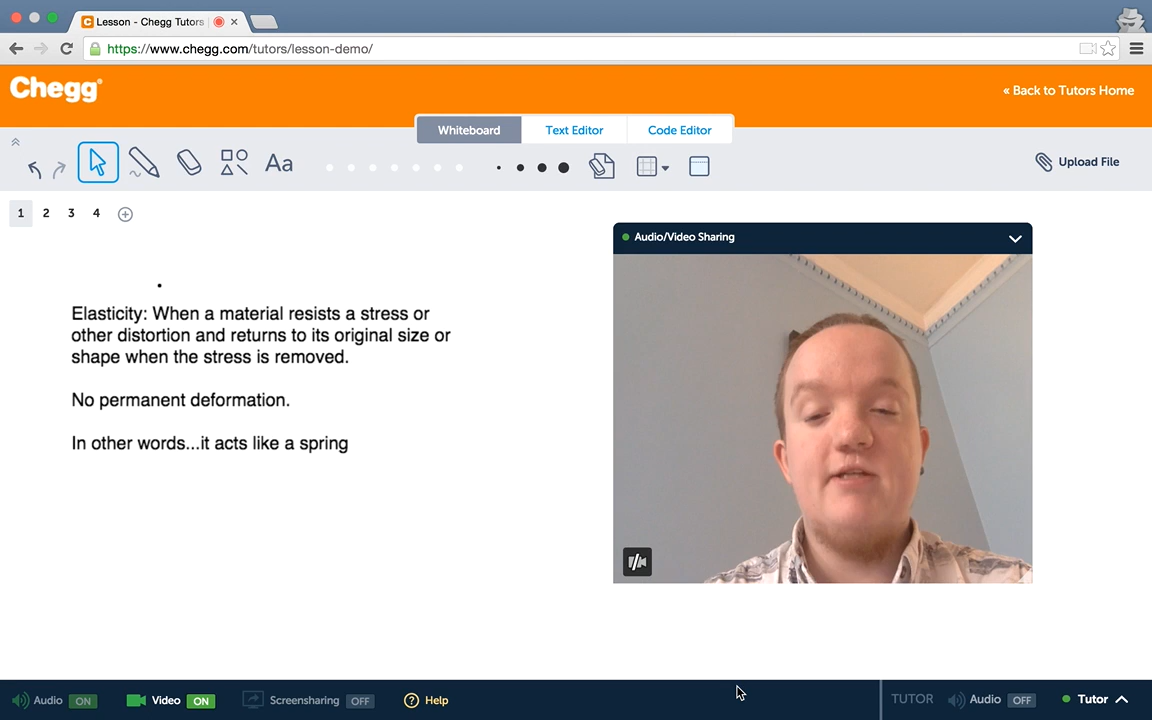 Lesson - Chegg Tutors
https://www.chegg.com/tutors/lesson-demo/
Chegg®
« Back to Tutors Home
Whiteboard Text Editor Code Editor
Aa
Upload File
1 2 3 4
Audio/Video Sharing
Elasticity: When a material resists a stress or
other distortion and returns to its original size or
shape when the stress is removed.
No permanent deformation.
In other words...it acts like a spring
Audio ON Video ON Screensharing OFF ? Help TUTOR Audio OFF Tutor